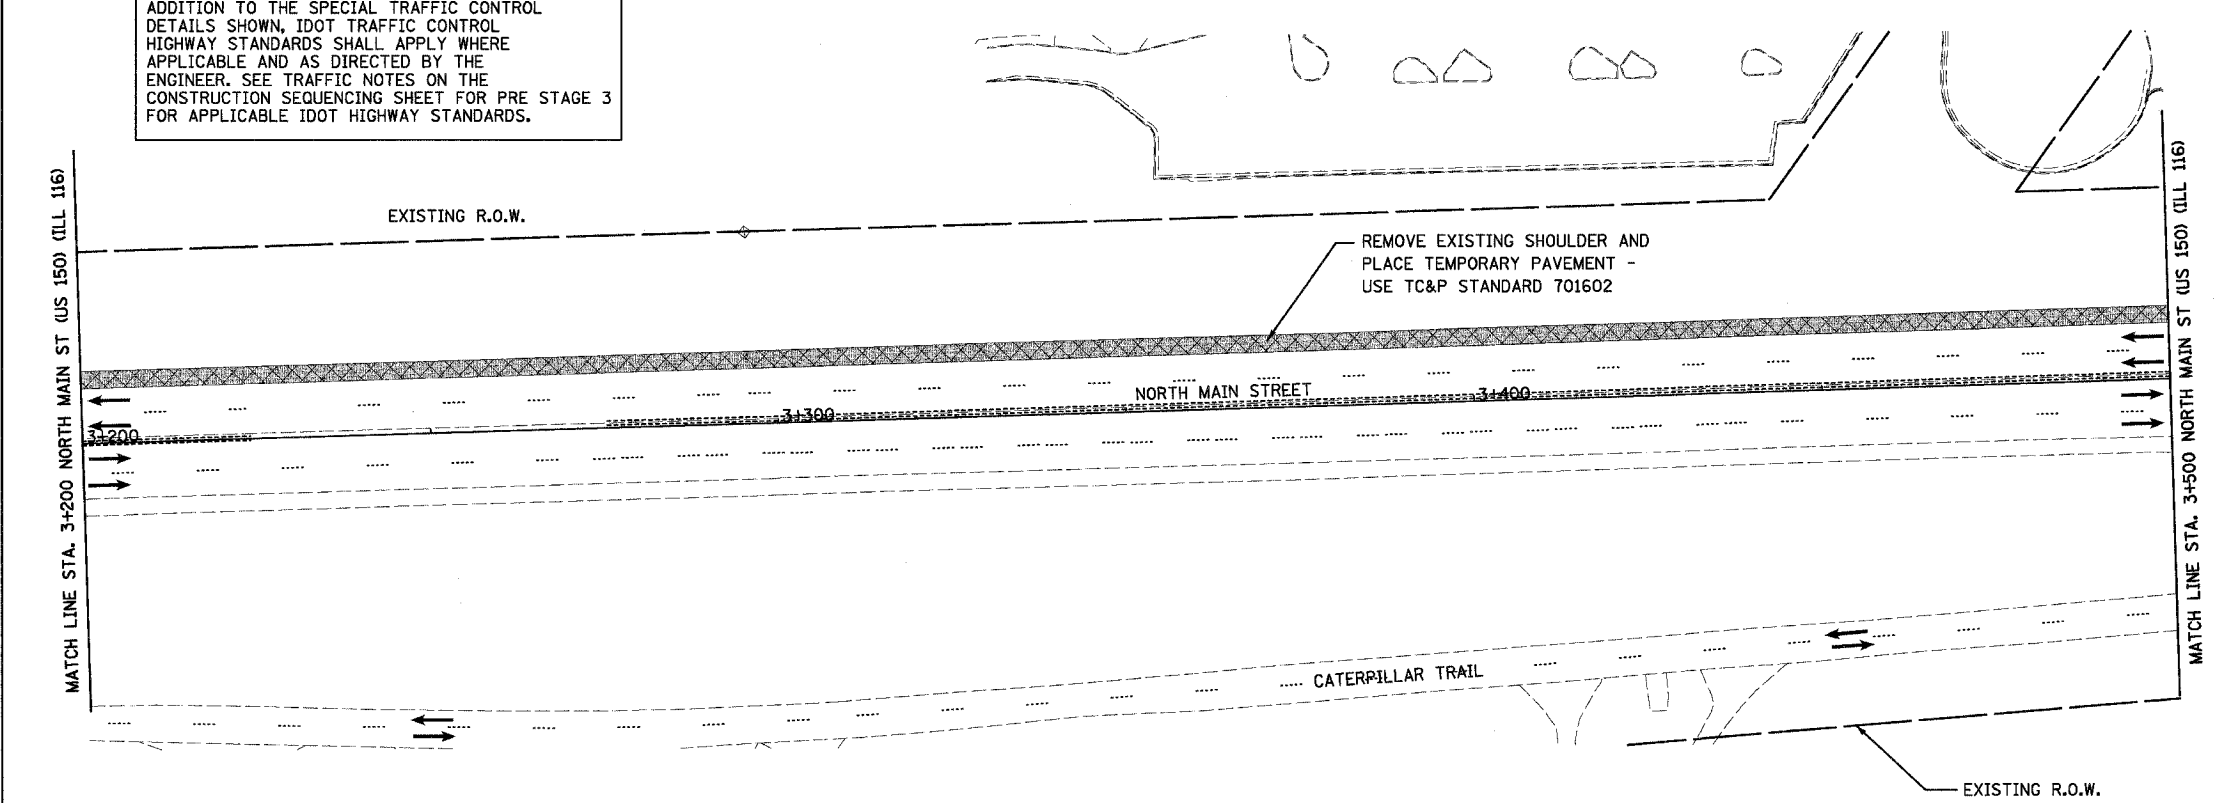 ADDITION TO THE SPECIAL TRAFFIC CONTROL
DETAILS SHOWN, IDOT TRAFFIC CONTROL
HIGHWAY STANDARDS SHALL APPLY WHERE
APPLICABLE AND AS DIRECTED BY THE
ENGINEER. SEE TRAFFIC NOTES ON THE
CONSTRUCTION SEQUENCING SHEET FOR PRE STAGE 3
FOR APPLICABLE IDOT HIGHWAY STANDARDS.
MATCH LINE STA. 3+200 NORTH MAIN ST (US 150) (ILL 116)
EXISTING R.O.W.
REMOVE EXISTING SHOULDER AND
PLACE TEMPORARY PAVEMENT -
USE TC&P STANDARD 701602
NORTH MAIN STREET
3+200
3+300
3+400
CATERPILLAR TRAIL
EXISTING R.O.W.
MATCH LINE STA. 3+500 NORTH MAIN ST (US 150) (ILL 116)